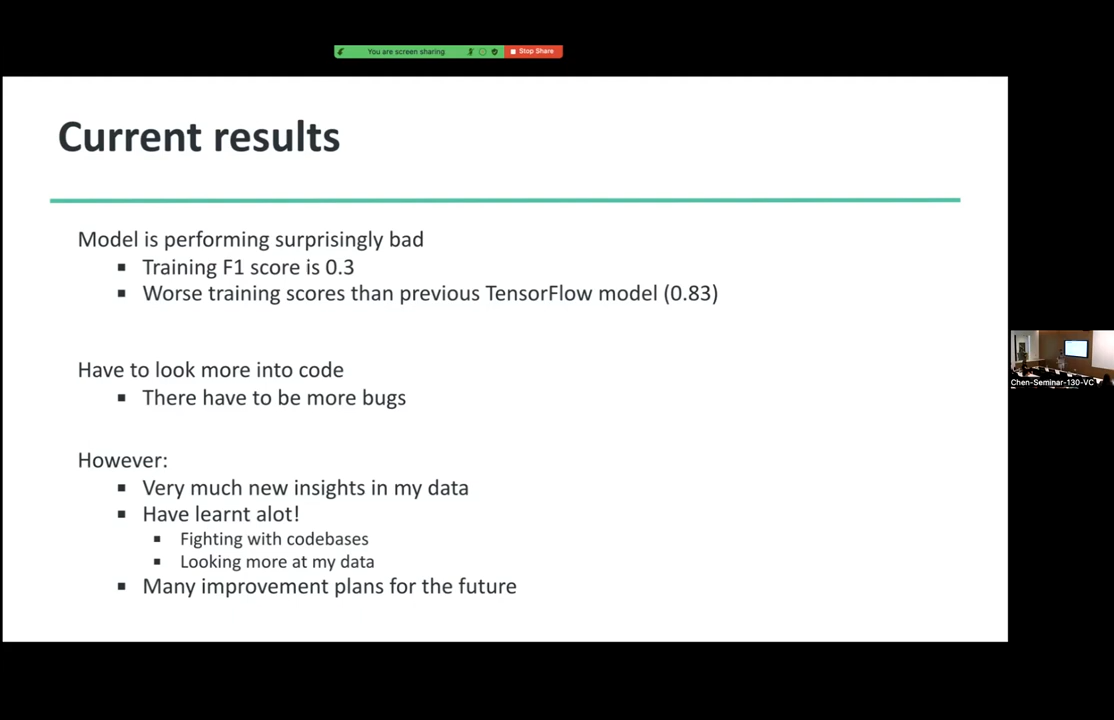 You are screen sharing
Stop Share
Current results
Model is performing surprisingly bad
▪ Training F1 score is 0.3
▪ Worse training scores than previous TensorFlow model (0.83)
Have to look more into code
▪ There have to be more bugs
However:
▪ Very much new insights in my data
▪ Have learnt alot!
▪ Fighting with codebases
▪ Looking more at my data
▪ Many improvement plans for the future
Chen-Seminar-130-VC